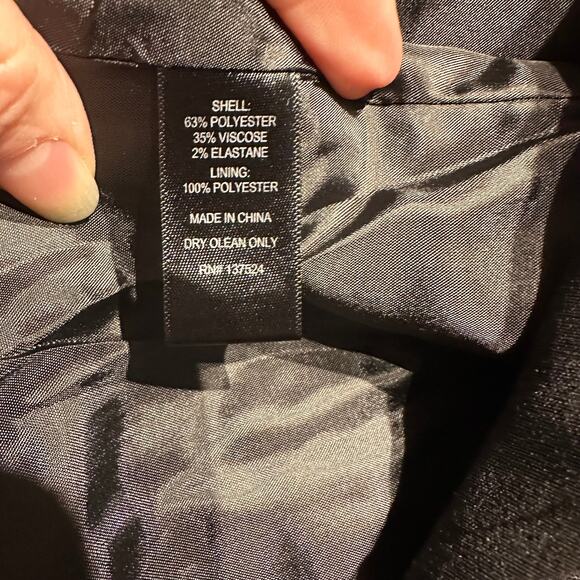 SHELL:
63% POLYESTER
35% VISCOSE
2% ELASTANE
LINING:
100% POLYESTER
MADE IN CHINA
DRY CLEAN ONLY
RN# 137524